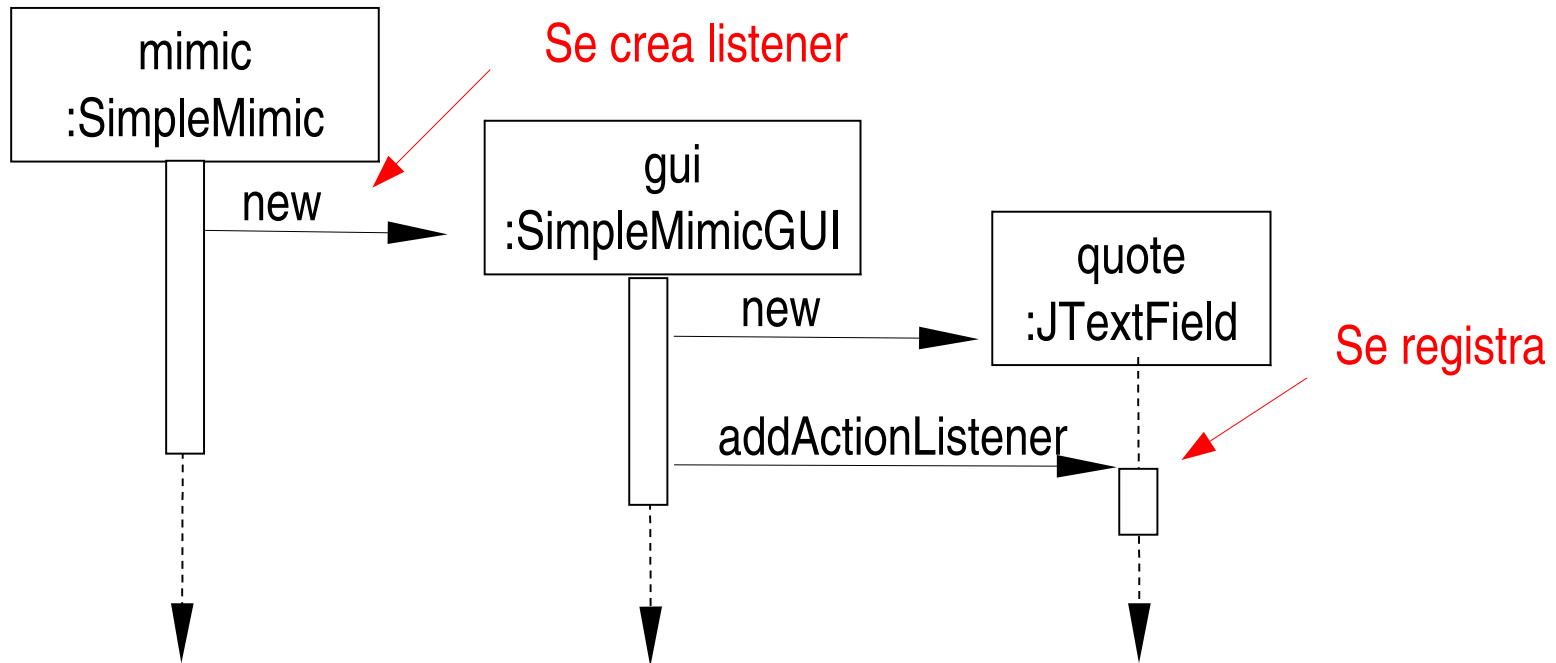 mimic
:SimpleMimic
Se crea listener
new
gui
:SimpleMimicGUI
new
quote
:JTextField
Se registra
addActionListener